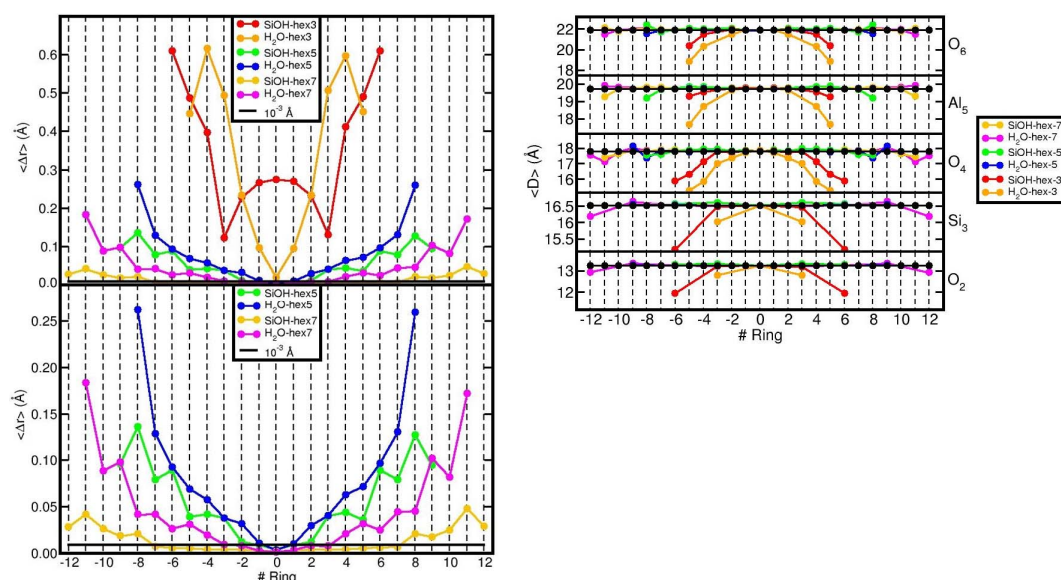 <Δr> (Å)
0.6
0.5
0.4
0.3
0.2
0.1
0.0
SiOH-hex3
H₂O-hex3
SiOH-hex5
H₂O-hex5
SiOH-hex7
H₂O-hex7
10⁻³ Å
<Δr> (Å)
0.25
0.20
0.15
0.10
0.05
0.00
SiOH-hex5
H₂O-hex5
SiOH-hex7
H₂O-hex7
10⁻³ Å
-12 -10 -8 -6 -4 -2 0 2 4 6 8 10 12
# Ring
<D> (Å)
22
20
18
O₆
20
19
18
Al₅
18
17
16
O₄
16.5
16
15.5
Si₃
13
12
O₂
-12 -10 -8 -6 -4 -2 0 2 4 6 8 10 12
# Ring
SiOH-hex-7
H₂O-hex-7
SiOH-hex-5
H₂O-hex-5
SiOH-hex-3
H₂O-hex-3